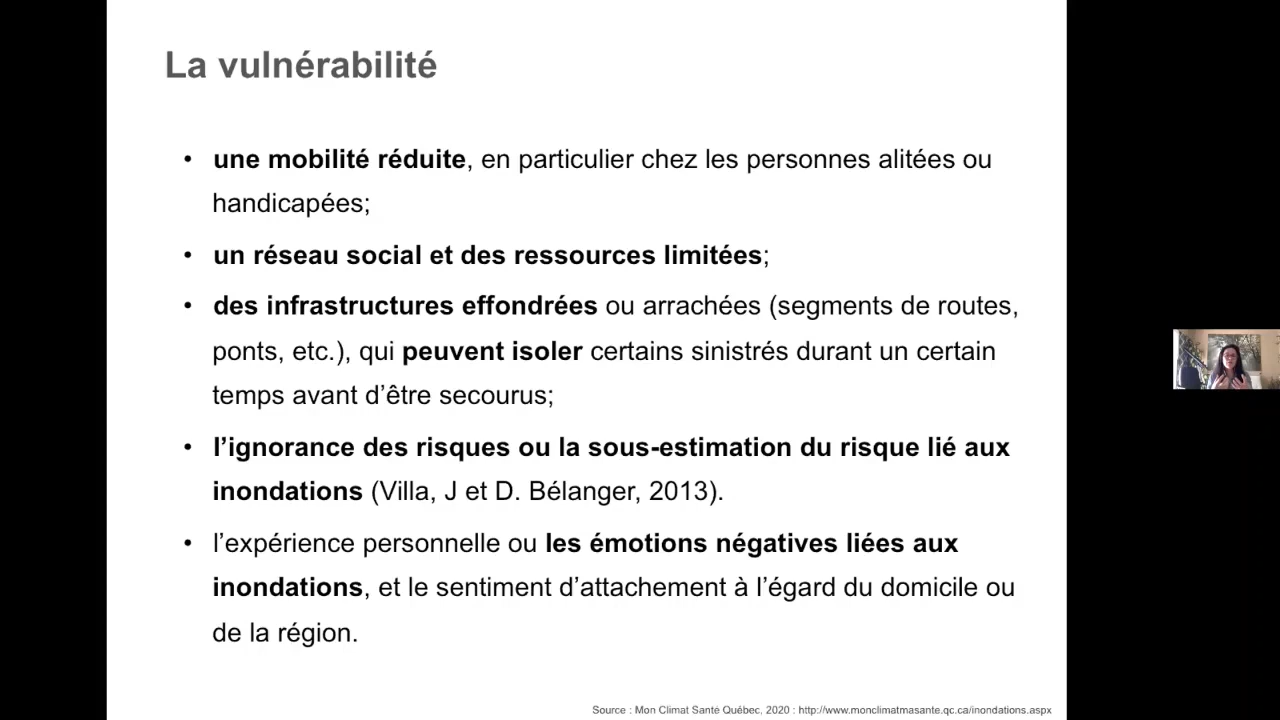 La vulnérabilité
• une mobilité réduite, en particulier chez les personnes alitées ou
handicapées;
• un réseau social et des ressources limitées;
• des infrastructures effondrées ou arrachées (segments de routes,
ponts, etc.), qui peuvent isoler certains sinistrés durant un certain
temps avant d’être secourus;
• l’ignorance des risques ou la sous-estimation du risque lié aux
inondations (Villa, J et D. Bélanger, 2013).
• l’expérience personnelle ou les émotions négatives liées aux
inondations, et le sentiment d’attachement à l’égard du domicile ou
de la région.
Source : Mon Climat Santé Québec, 2020 : http://www.monclimatmasante.qc.ca/inondations.aspx